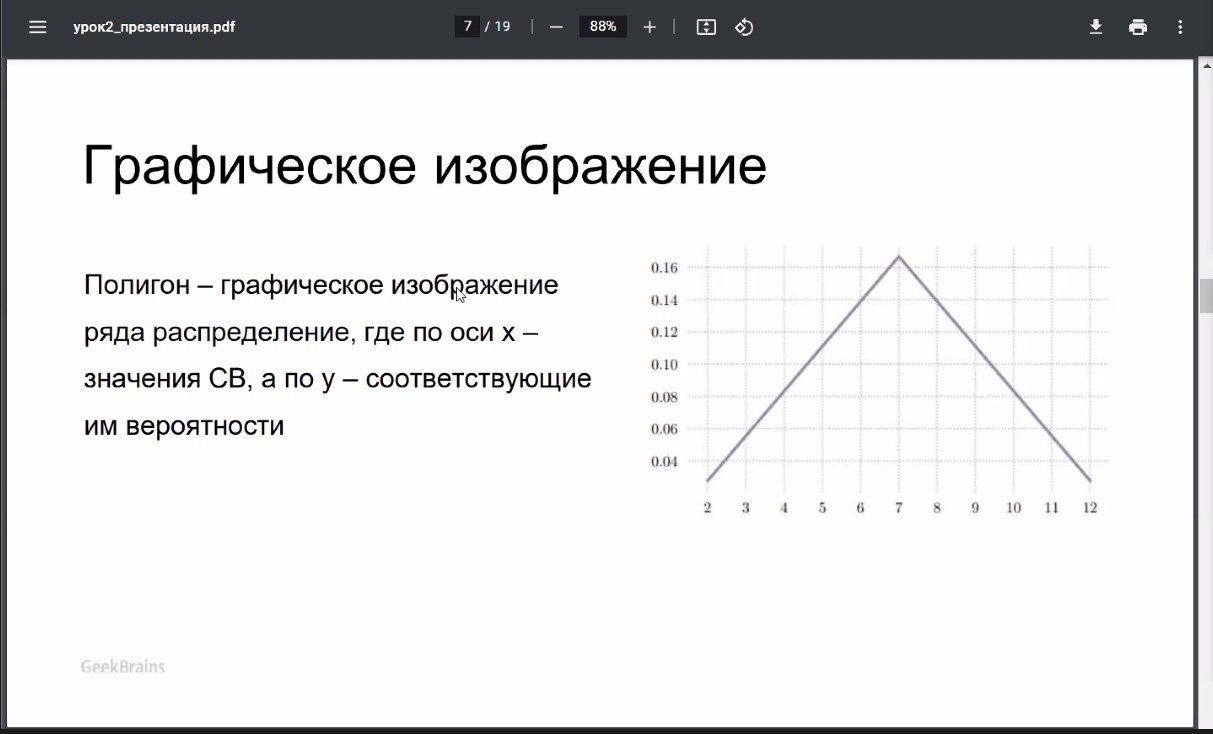 урок2_презентация.pdf
7 / 19
88%
Графическое изображение
Полигон – графическое изображение
ряда распределение, где по оси x –
значения СВ, а по y – соответствующие
им вероятности
0.16
0.14
0.12
0.10
0.08
0.06
0.04
2 3 4 5 6 7 8 9 10 11 12
GeekBrains